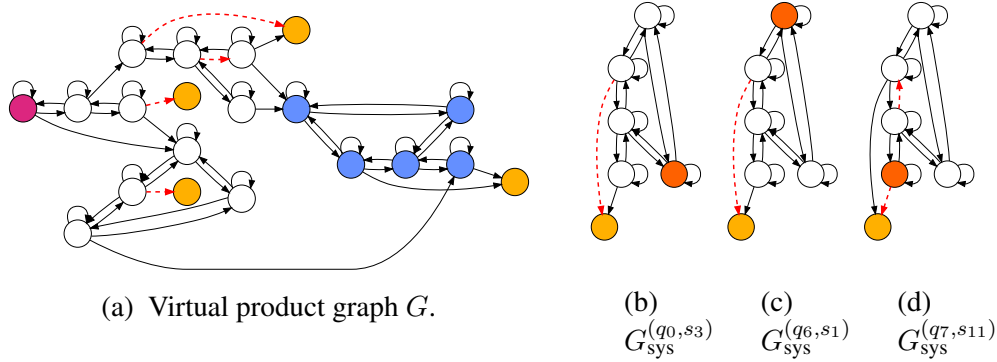 (a) Virtual product graph G.
(b) (c) (d)
G_sys^(q_0,s_3) G_sys^(q_6,s_1) G_sys^(q_7,s_11)